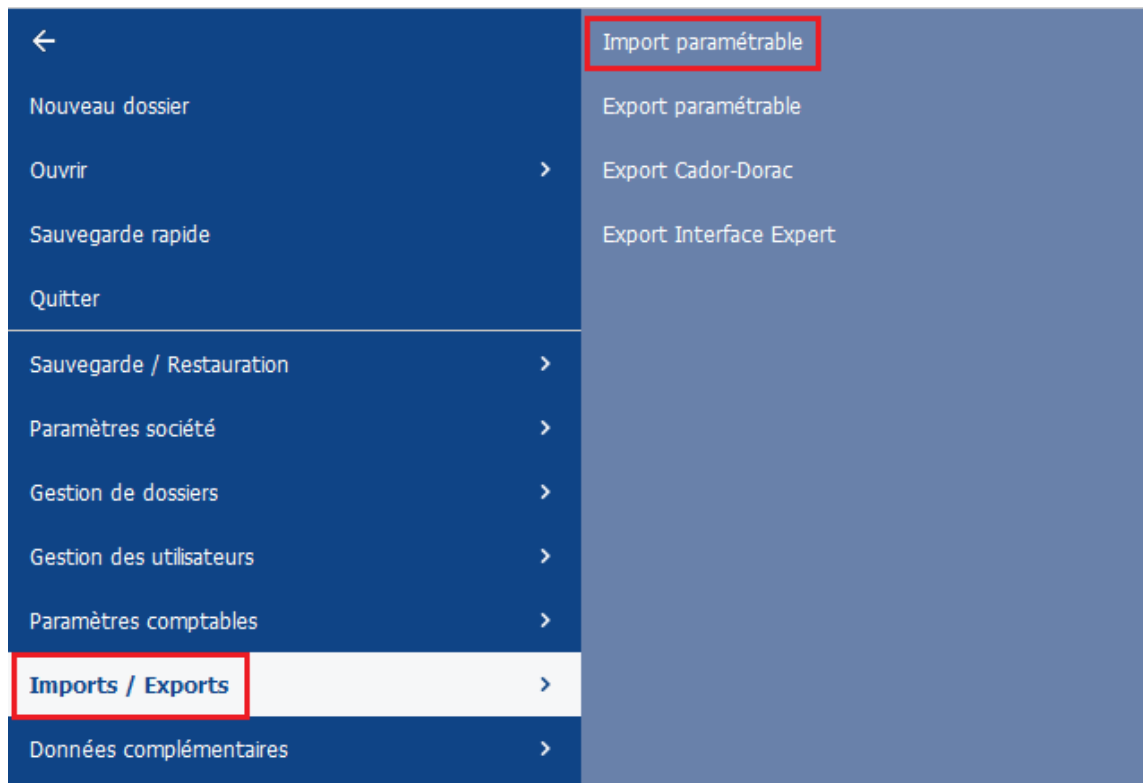 Nouveau dossier
Ouvrir
Sauvegarde rapide
Quitter
Sauvegarde / Restauration
Paramètres société
Gestion de dossiers
Gestion des utilisateurs
Paramètres comptables
Imports / Exports
Données complémentaires
Import paramétrable
Export paramétrable
Export Cador-Dorac
Export Interface Expert